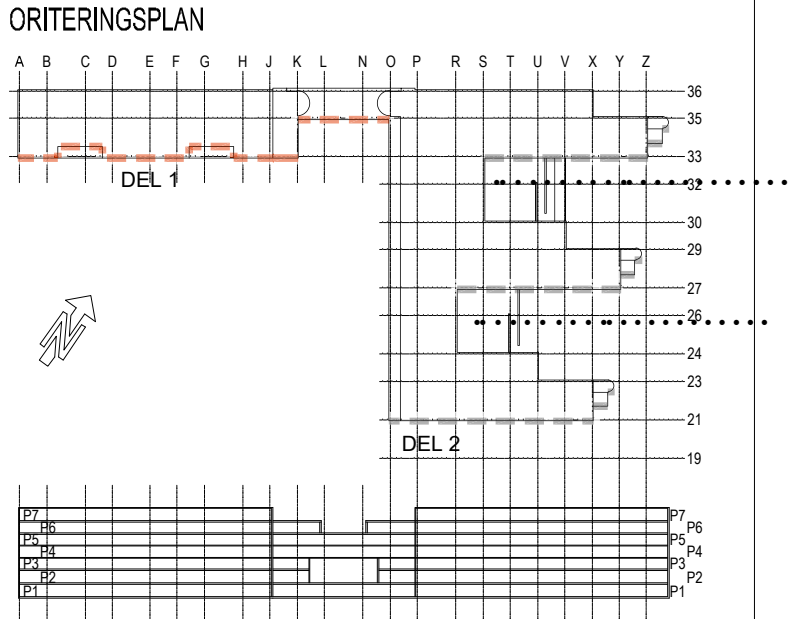 ORITERINGSPLAN
A B C D E F G H J K L N O P R S T U V X Y Z
36
35
33
DEL 1
32
30
29
27
26
24
23
21
DEL 2
19
P7 P7
P6 P6
P5 P5
P4 P4
P3 P3
P2 P2
P1 P1
N